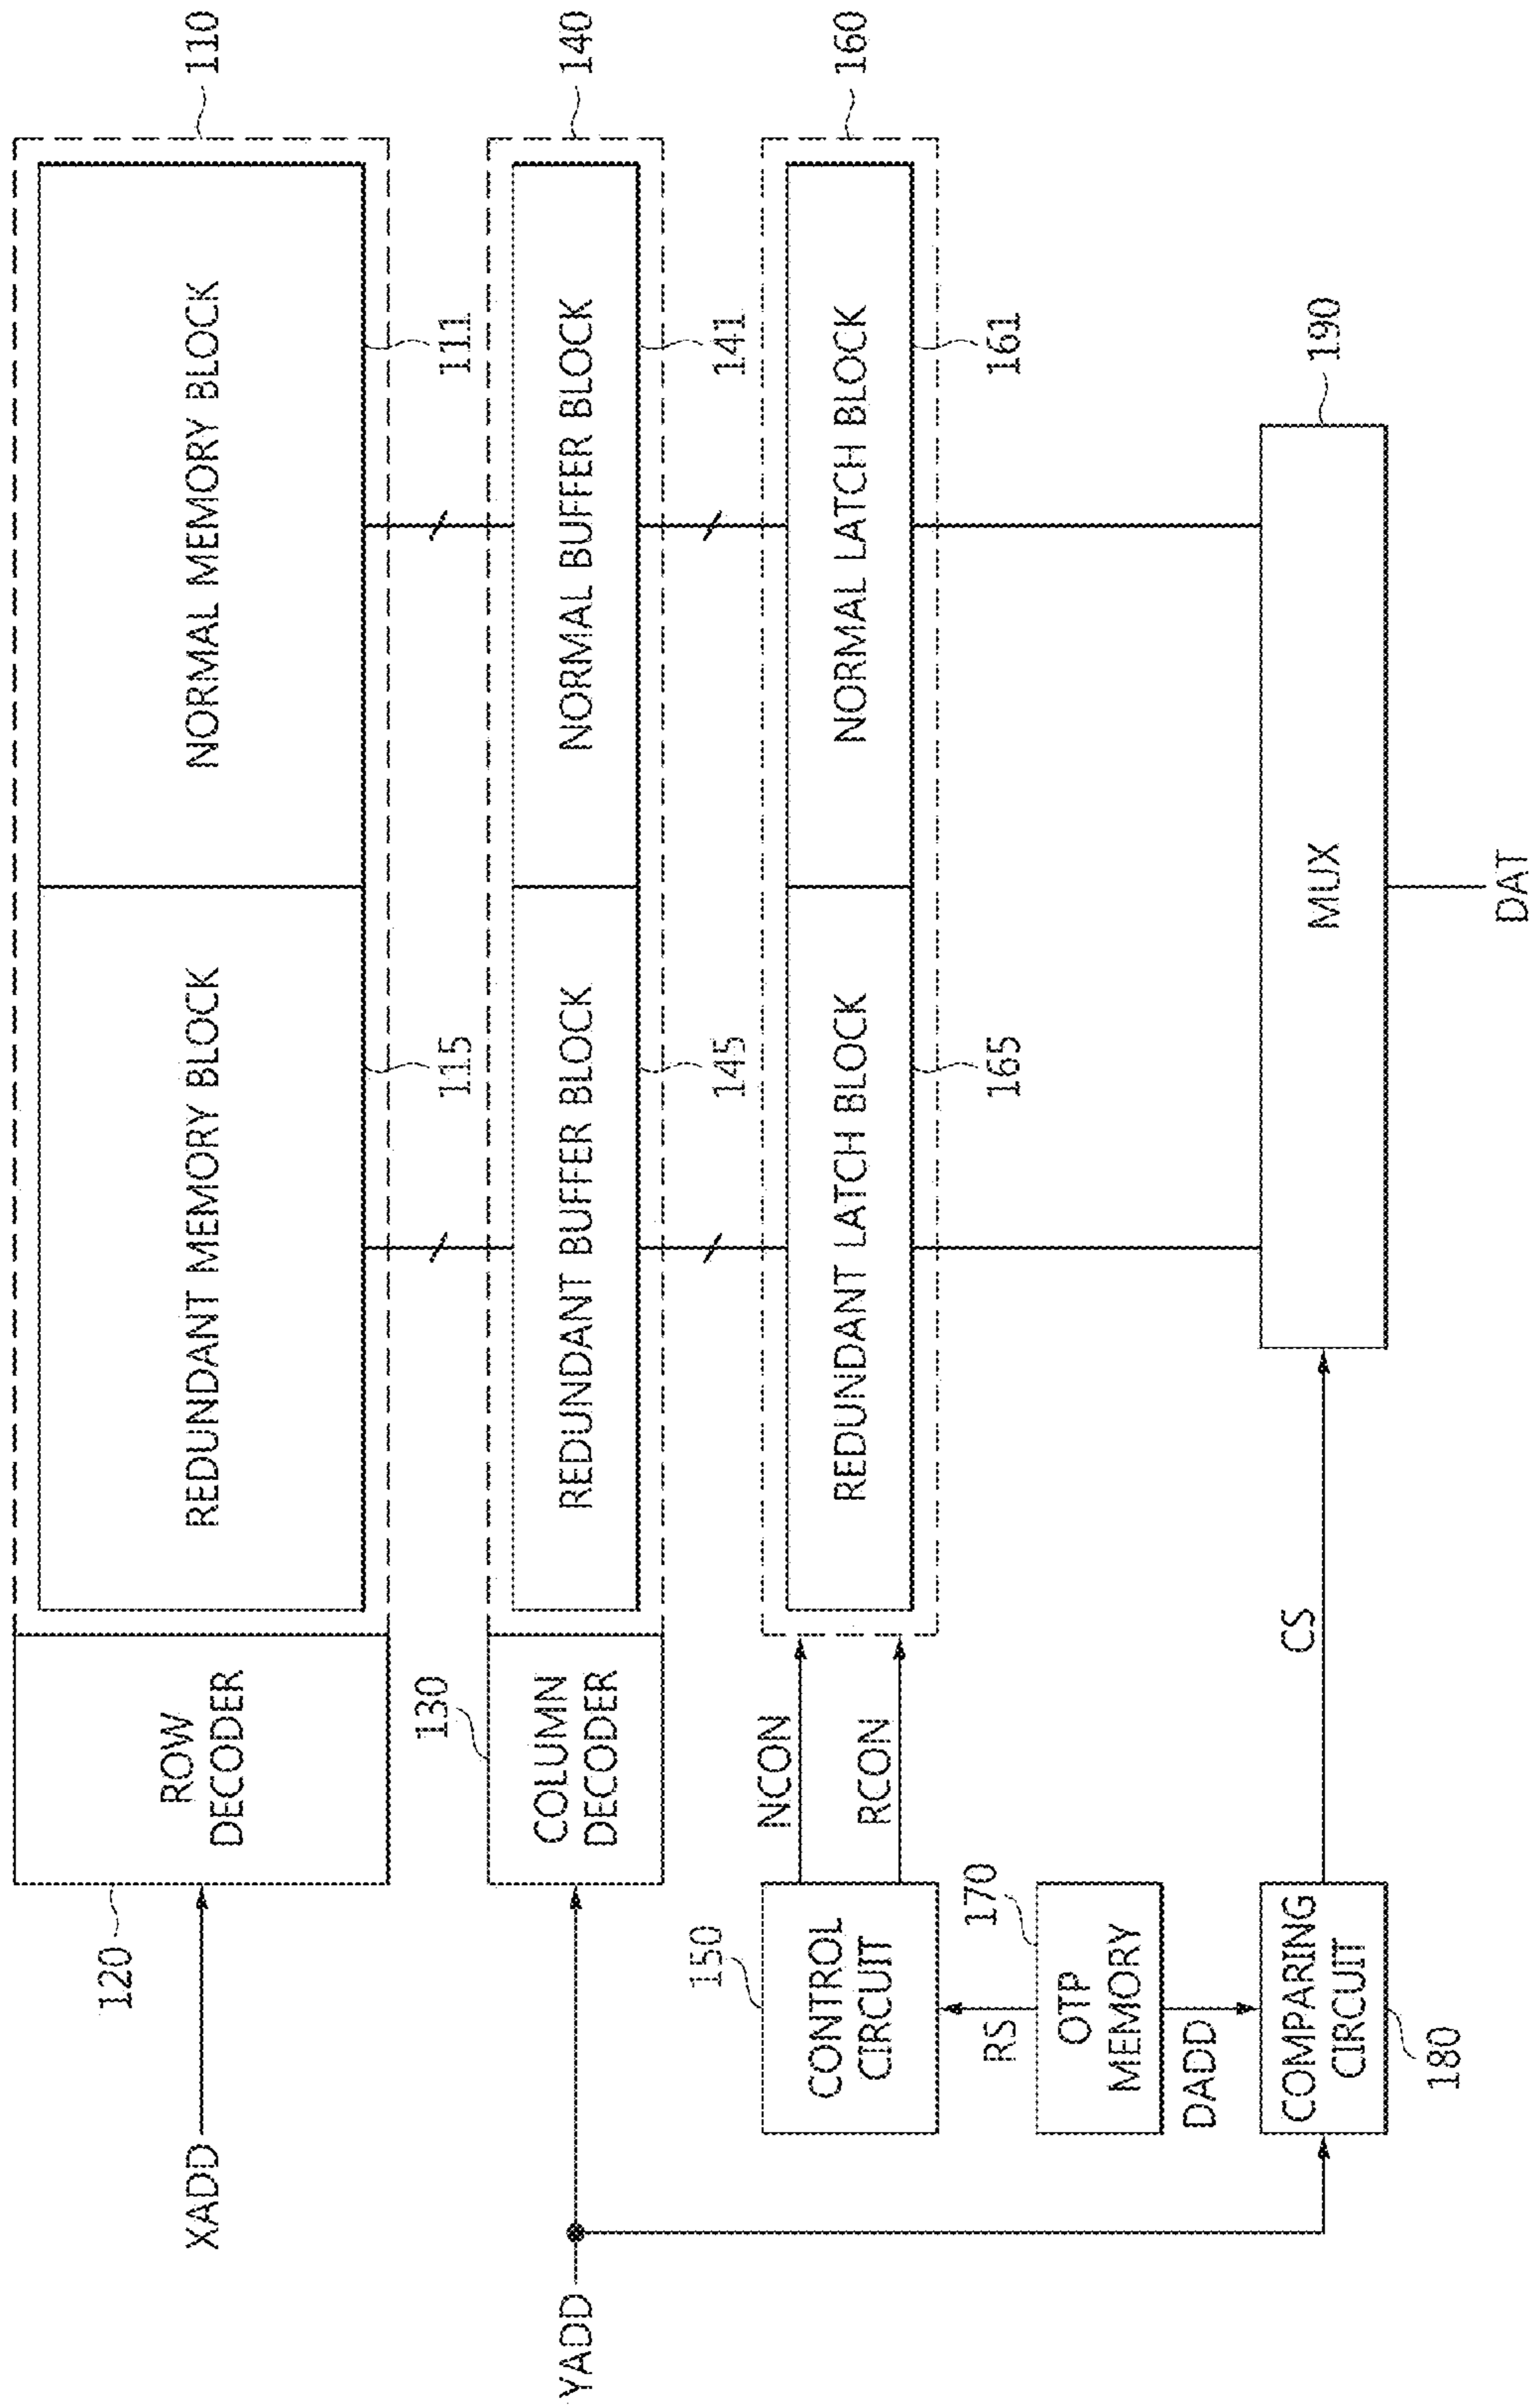 110
ROW
DECODER
REDUNDANT MEMORY BLOCK
NORMAL MEMORY BLOCK
XADD
120
115
111
130
140
COLUMN
DECODER
REDUNDANT BUFFER BLOCK
NORMAL BUFFER BLOCK
YADD
145
141
150
NCON
160
CONTROL
CIRCUIT
REDUNDANT LATCH BLOCK
NORMAL LATCH BLOCK
RCON
165
161
RS
170
OTP
MEMORY
DADD
COMPARING
CIRCUIT
180
CS
MUX
190
DAT